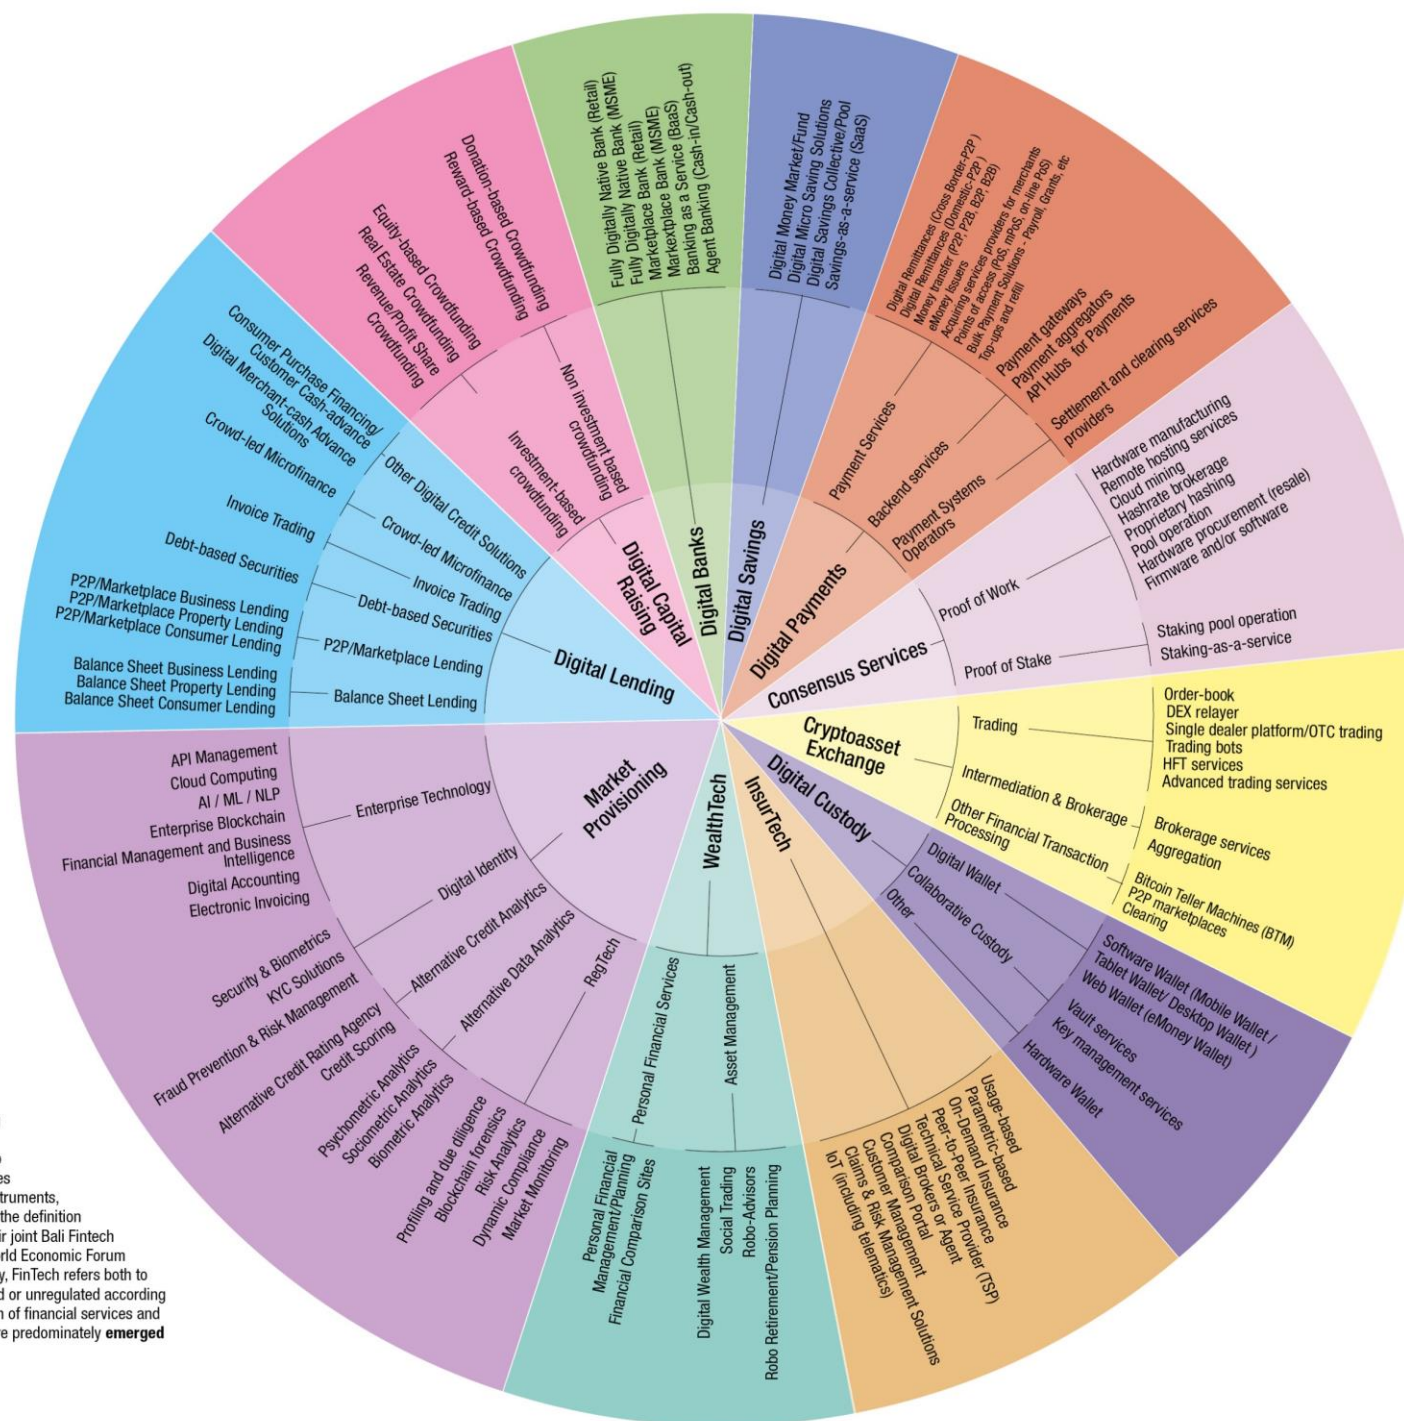 Digital Lending
Other Digital Credit Solutions
Consumer Purchase Financing/
Customer Cash-advance
Digital Merchant-cash Advance
Solutions
Crowd-led Microfinance
Crowd-led Microfinance
Invoice Trading
Invoice Trading
Debt-based Securities
Debt-based Securities
P2P/Marketplace Lending
P2P/Marketplace Business Lending
P2P/Marketplace Property Lending
P2P/Marketplace Consumer Lending
Balance Sheet Lending
Balance Sheet Business Lending
Balance Sheet Property Lending
Balance Sheet Consumer Lending
Digital Capital
Raising
Investment-based
crowdfunding
Equity-based Crowdfunding
Real Estate Crowdfunding
Revenue/Profit Share
Crowdfunding
Non investment based
crowdfunding
Donation-based Crowdfunding
Reward-based Crowdfunding
Digital Banks
Fully Digitally Native Bank (Retail)
Fully Digitally Native Bank (MSME)
Fully Digitally Bank (Retail)
Marketplace Bank (MSME)
Markextplace Bank (MSME)
Banking as a Service (BaaS)
Agent Banking (Cash-in/Cash-out)
Digital Savings
Digital Money Market/Fund
Digital Micro Saving Solutions
Digital Savings Collective/Pool
Savings-as-a-service (SaaS)
Digital Payments
Payment Services
Digital Remittances (Cross Border-P2P )
Digital Remittances (Domestic-P2P )
Money transfer (P2P, P2B, B2P, B2B)
eMoney Issuers
Acquiring services providers for merchants
Points of access (PoS, mPoS, on-line PoS)
Bulk Payment Solutions - Payroll, Grants, etc
Top-ups and refill
Backend services
Payment gateways
Payment aggregators
API Hubs for Payments
Payment Systems
Operators
Settlement and clearing services
providers
Consensus Services
Proof of Work
Hardware manufacturing
Remote hosting services
Cloud mining
Hashrate brokerage
Proprietary hashing
Pool operation
Hardware procurement (resale)
Firmware and/or software
Proof of Stake
Staking pool operation
Staking-as-a-service
Cryptoasset
Exchange
Trading
Order-book
DEX relayer
Single dealer platform/OTC trading
Trading bots
HFT services
Advanced trading services
Intermediation & Brokerage
Brokerage services
Aggregation
Other Financial Transaction
Processing
Bitcoin Teller Machines (BTM)
P2P marketplaces
Clearing
Digital Custody
Digital Wallet
Software Wallet (Mobile Wallet /
Tablet Wallet/ Desktop Wallet )
Web Wallet (eMoney Wallet)
Collaborative Custody
Vault services
Key management services
Other
Hardware Wallet
InsurTech
Usage-based
Parametric-based
On-Demand Insurance
Peer-to-Peer Insurance
Technical Service Provider (TSP)
Digital Brokers or Agent
Comparison Portal
Customer Management
Claims & Risk Management Solutions
IoT (including telematics)
WealthTech
Personal Financial Services
Personal Financial
Management/Planning
Financial Comparison Sites
Asset Management
Digital Wealth Management
Social Trading
Robo-Advisors
Robo Retirement/Pension Planning
Market
Provisioning
Enterprise Technology
API Management
Cloud Computing
AI / ML / NLP
Enterprise Blockchain
Financial Management and Business
Intelligence
Digital Accounting
Electronic Invoicing
Digital Identity
Security & Biometrics
KYC Solutions
Fraud Prevention & Risk Management
Alternative Credit Analytics
Alternative Credit Rating Agency
Credit Scoring
Alternative Data Analytics
Psychometric Analytics
Sociometric Analytics
Biometric Analytics
RegTech
Profiling and due diligence
Blockchain forensics
Risk Analytics
Dynamic Compliance
Market Monitoring
the definition
joint Bali Fintech
Economic Forum
FinTech refers both to
or unregulated according
of financial services and
predominately emerged